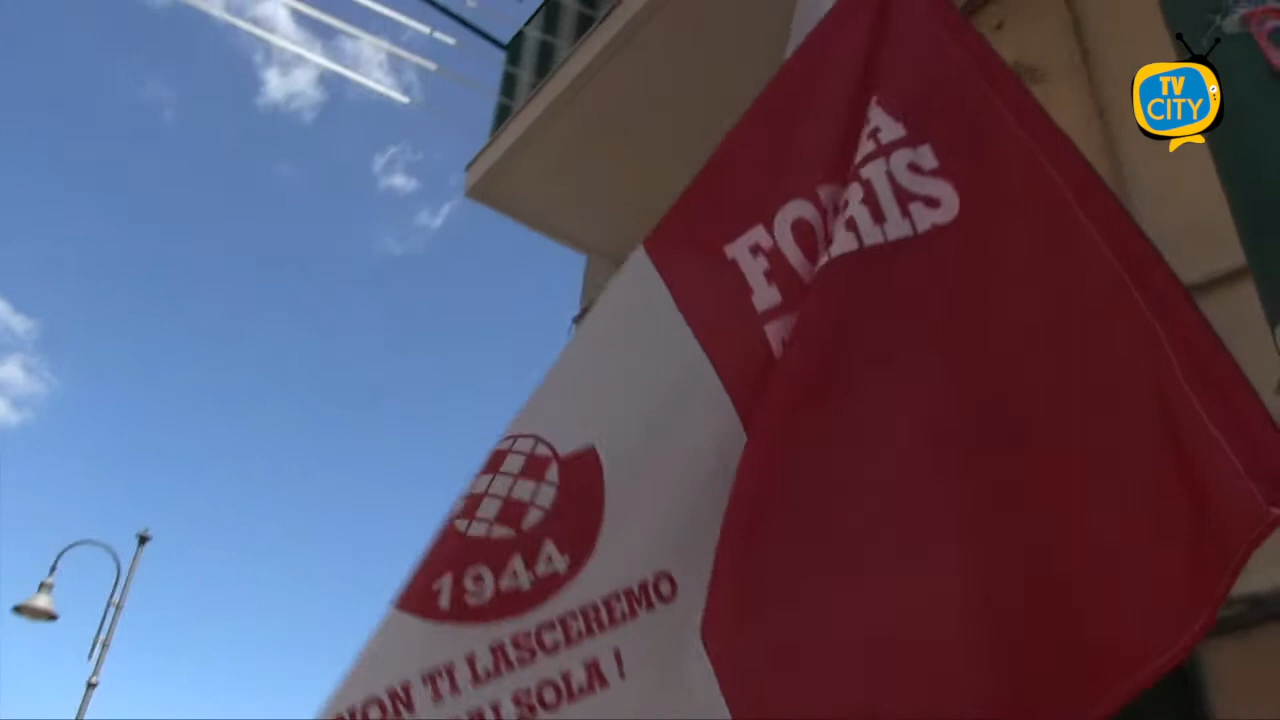 TV
CITY
FORIS
1944
NON TI LASCEREMO
SOLA !